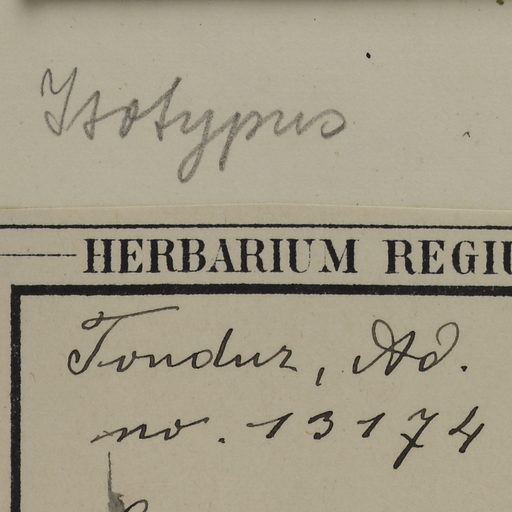 Isotypus
HERBARIUM REGIU
Tonduz, Ad.
no. 13174